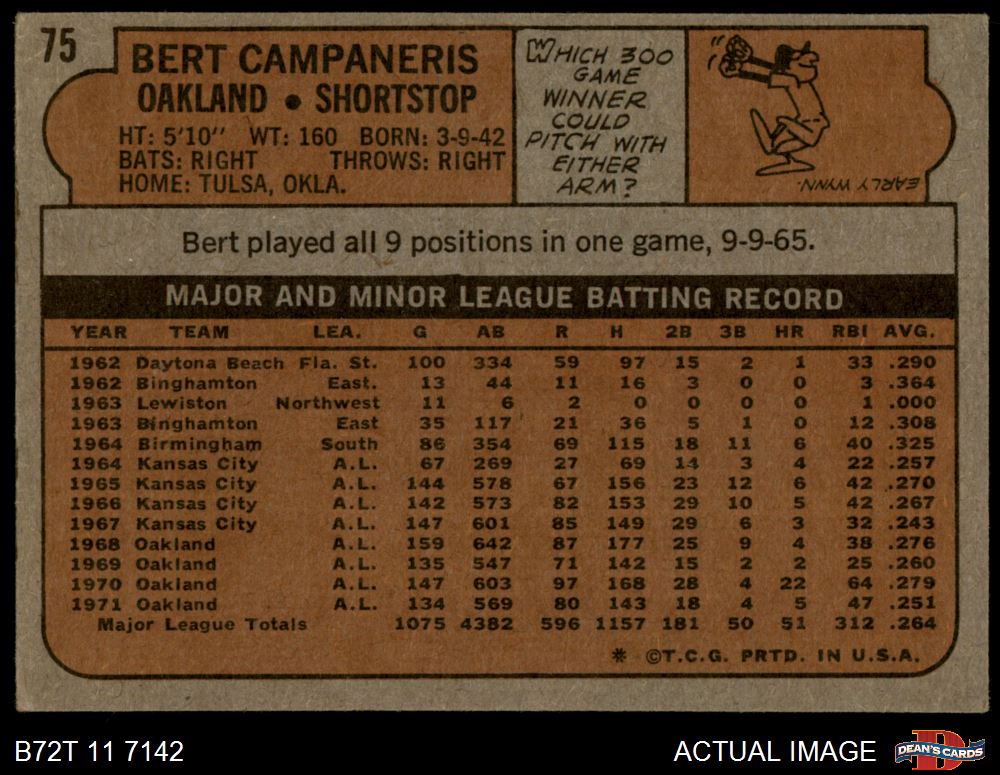 75
BERT CAMPANERIS
OAKLAND • SHORTSTOP
HT: 5'10" WT: 160 BORN: 3-9-42
BATS: RIGHT THROWS: RIGHT
HOME: TULSA, OKLA.
WHICH 300
GAME
WINNER
COULD
PITCH WITH
EITHER
ARM?
EARLY WYNN.
Bert played all 9 positions in one game, 9-9-65.
MAJOR AND MINOR LEAGUE BATTING RECORD
YEAR TEAM LEA. G AB R H 2B 3B HR RBI AVG.
1962 Daytona Beach Fla. St. 100 334 59 97 15 2 1 33 .290
1962 Binghamton East. 13 44 11 16 3 0 0 3 .364
1963 Lewiston Northwest 11 6 2 0 0 0 0 1 .000
1963 Binghamton East 35 117 21 36 5 1 0 12 .308
1964 Birmingham South 86 354 69 115 18 11 6 40 .325
1964 Kansas City A.L. 67 269 27 69 14 3 4 22 .257
1965 Kansas City A.L. 144 578 67 156 23 12 6 42 .270
1966 Kansas City A.L. 142 573 82 153 29 10 5 42 .267
1967 Kansas City A.L. 147 601 85 149 29 6 3 32 .243
1968 Oakland A.L. 159 642 87 177 25 9 4 38 .276
1969 Oakland A.L. 135 547 71 142 15 2 2 25 .260
1970 Oakland A.L. 147 603 97 168 28 4 22 64 .279
1971 Oakland A.L. 134 569 80 143 18 4 5 47 .251
Major League Totals 1075 4382 596 1157 181 50 51 312 .264
* ©T.C.G. PRTD. IN U.S.A.
B72T 11 7142
ACTUAL IMAGE
D
DEAN'S CARDS